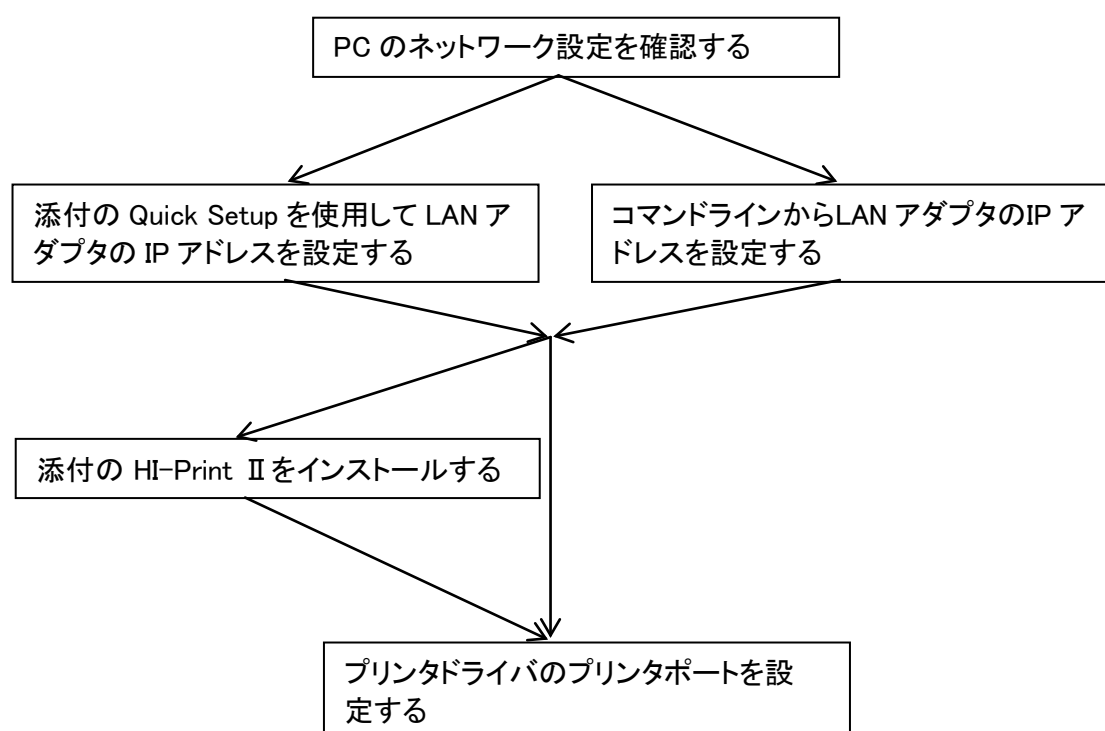 PC のネットワーク設定を確認する
添付の Quick Setup を使用して LAN ア
ダプタの IP アドレスを設定する
コマンドラインからLAN アダプタのIP ア
ドレスを設定する
添付の HI-Print Ⅱをインストールする
プリンタドライバのプリンタポートを設
定する